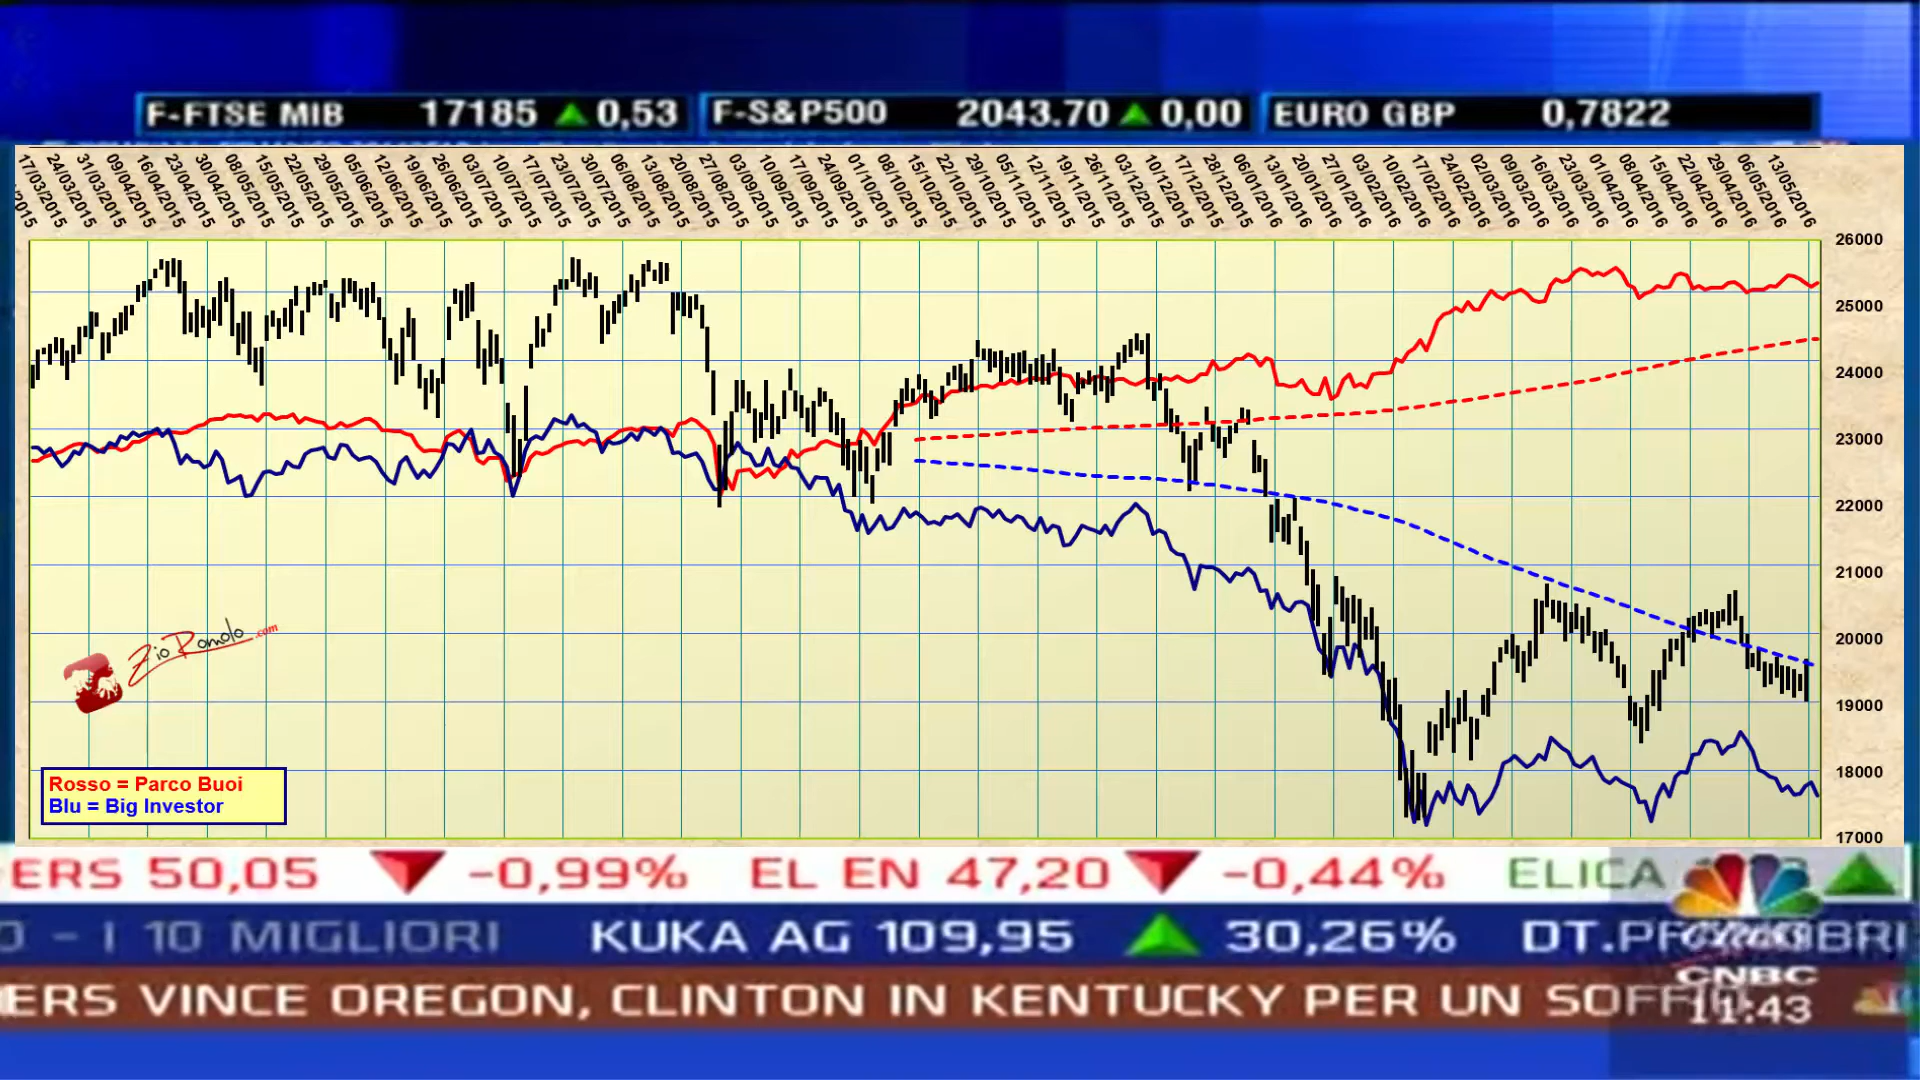 F-FTSE MIB 17185 0,53 F-S&P500 2043.70 0,00 EURO GBP 0,7822
17/03/2015 24/03/2015 31/03/2015 09/04/2015 16/04/2015 23/04/2015 30/04/2015 08/05/2015 15/05/2015 22/05/2015 29/05/2015 05/06/2015 12/06/2015 19/06/2015 26/06/2015 03/07/2015 10/07/2015 17/07/2015 23/07/2015 30/07/2015 06/08/2015 13/08/2015 20/08/2015 27/08/2015 03/09/2015 10/09/2015 17/09/2015 24/09/2015 01/10/2015 08/10/2015 15/10/2015 22/10/2015 29/10/2015 05/11/2015 12/11/2015 19/11/2015 26/11/2015 03/12/2015 10/12/2015 17/12/2015 28/12/2015 06/01/2016 13/01/2016 20/01/2016 27/01/2016 03/02/2016 10/02/2016 17/02/2016 24/02/2016 02/03/2016 09/03/2016 16/03/2016 23/03/2016 01/04/2016 08/04/2016 15/04/2016 22/04/2016 29/04/2016 06/05/2016 13/05/2016
26000
25000
24000
23000
22000
21000
20000
19000
18000
17000
Zio Romolo .com
Rosso = Parco Buoi
Blu = Big Investor
ERS 50,05 -0,99% EL EN 47,20 -0,44% ELICA
- I 10 MIGLIORI KUKA AG 109,95 30,26%
CNBC
ERS VINCE OREGON, CLINTON IN KENTUCKY PER UN
11:43